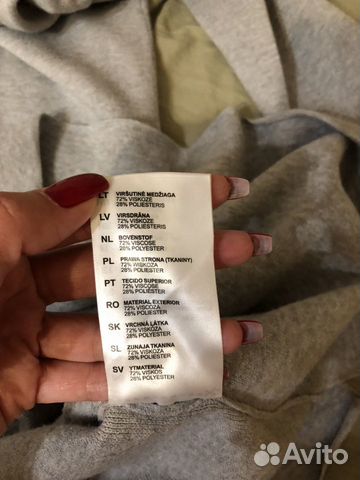 LT VIRŠUTINĖ MEDŽIAGA
72% VISKOZĖ
28% POLIESTERIS
LV VIRSDRĀNA
72% VISKOZE
28% POLIESTERIS
NL BOVENSTOF
72% VISCOSE
28% POLYESTER
PL PRAWA STRONA (TKANINY)
72% WISKOZA
28% POLIESTER
PT TECIDO SUPERIOR
72% VISCOSE
28% POLIÉSTER
RO MATERIAL EXTERIOR
72% VISCOZA
28% POLIESTER
SK VRCHNÁ LÁTKA
72% VISKÓZA
28% POLYESTER
SL ZUNAJA TKANINA
72% VISKOZA
28% POLIESTER
SV YTMATERIAL
72% VISKOS
28% POLYESTER
Avito